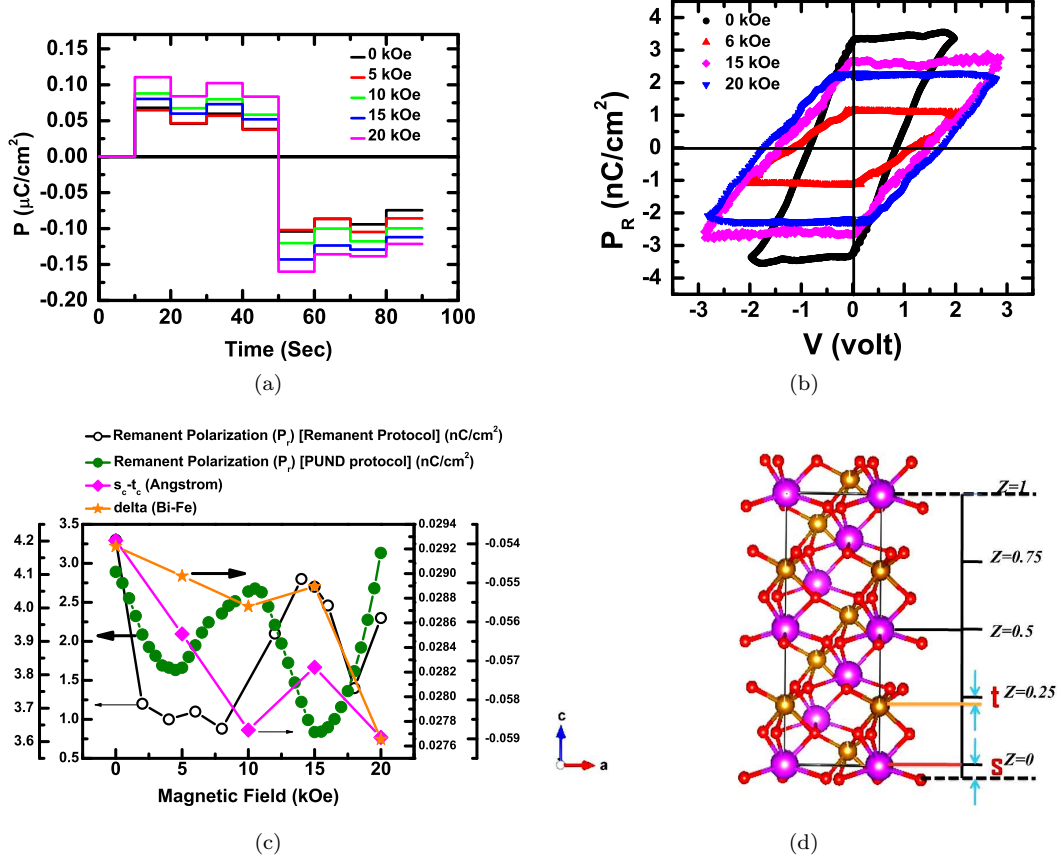 0.15
0.10
0.05
0.00
-0.05
-0.10
-0.15
-0.20
P (μC/cm²)
0 kOe
5 kOe
10 kOe
15 kOe
20 kOe
0 20 40 60 80 100
Time (Sec)
(a)
4
3
2
1
0
-1
-2
-3
-4
P_R (nC/cm²)
0 kOe
6 kOe
15 kOe
20 kOe
-3 -2 -1 0 1 2 3
V (volt)
(b)
Remanent Polarization (P_r) [Remanent Protocol] (nC/cm²)
Remanent Polarization (P_r) [PUND protocol] (nC/cm²)
s_c-t_c (Angstrom)
delta (Bi-Fe)
4.2
4.1
4.0
3.9
3.8
3.7
3.6
3.5
3.0
2.5
2.0
1.5
1.0
0.5
0.0294
0.0292
0.0290
0.0288
0.0286
0.0284
0.0282
0.0280
0.0278
0.0276
-0.054
-0.055
-0.056
-0.057
-0.058
-0.059
0 5 10 15 20
Magnetic Field (kOe)
(c)
Z=1
Z=0.75
Z=0.5
t Z=0.25
s Z=0
c
a
(d)